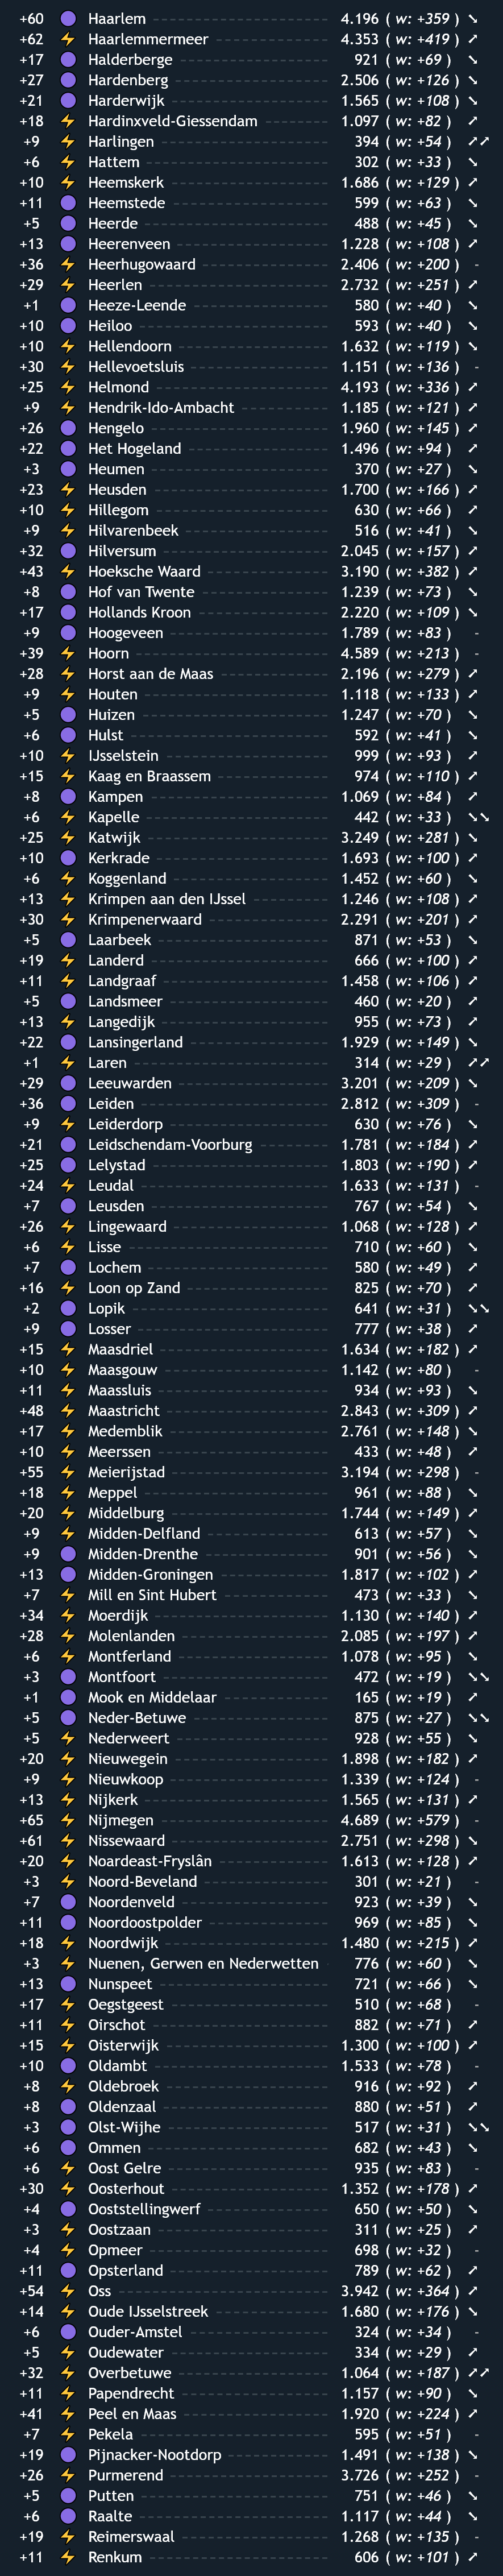 +60 Haarlem 4.196 ( w: +359 ) ⭨
+62 ⚡ Haarlemmermeer 4.353 ( w: +419 ) ⭧
+17 Halderberge 921 ( w: +69 ) ⭨
+27 Hardenberg 2.506 ( w: +126 ) ⭨
+21 Harderwijk 1.565 ( w: +108 ) ⭨
+18 ⚡ Hardinxveld-Giessendam 1.097 ( w: +82 ) ⭧
+9 ⚡ Harlingen 394 ( w: +54 ) ⭧⭧
+6 ⚡ Hattem 302 ( w: +33 ) ⭨
+10 ⚡ Heemskerk 1.686 ( w: +129 ) ⭧
+11 Heemstede 599 ( w: +63 ) ⭨
+5 Heerde 488 ( w: +45 ) ⭨
+13 Heerenveen 1.228 ( w: +108 ) ⭧
+36 ⚡ Heerhugowaard 2.406 ( w: +200 ) -
+29 ⚡ Heerlen 2.732 ( w: +251 ) ⭧
+1 Heeze-Leende 580 ( w: +40 ) ⭨
+10 Heiloo 593 ( w: +40 ) ⭨
+10 ⚡ Hellendoorn 1.632 ( w: +119 ) ⭨
+30 ⚡ Hellevoetsluis 1.151 ( w: +136 ) -
+25 ⚡ Helmond 4.193 ( w: +336 ) ⭧
+9 ⚡ Hendrik-Ido-Ambacht 1.185 ( w: +121 ) ⭧
+26 Hengelo 1.960 ( w: +145 ) ⭧
+22 Het Hogeland 1.496 ( w: +94 ) ⭧
+3 Heumen 370 ( w: +27 ) ⭨
+23 ⚡ Heusden 1.700 ( w: +166 ) ⭧
+10 ⚡ Hillegom 630 ( w: +66 ) ⭧
+9 ⚡ Hilvarenbeek 516 ( w: +41 ) ⭨
+32 Hilversum 2.045 ( w: +157 ) ⭧
+43 ⚡ Hoeksche Waard 3.190 ( w: +382 ) ⭧
+8 Hof van Twente 1.239 ( w: +73 ) ⭨
+17 Hollands Kroon 2.220 ( w: +109 ) ⭨
+9 Hoogeveen 1.789 ( w: +83 ) -
+39 ⚡ Hoorn 4.589 ( w: +213 ) -
+28 ⚡ Horst aan de Maas 2.196 ( w: +279 ) ⭧
+9 ⚡ Houten 1.118 ( w: +133 ) ⭧
+5 Huizen 1.247 ( w: +70 ) ⭨
+6 Hulst 592 ( w: +41 ) ⭨
+10 ⚡ IJsselstein 999 ( w: +93 ) ⭧
+15 ⚡ Kaag en Braassem 974 ( w: +110 ) ⭧
+8 Kampen 1.069 ( w: +84 ) ⭧
+6 ⚡ Kapelle 442 ( w: +33 ) ⭨⭨
+25 ⚡ Katwijk 3.249 ( w: +281 ) ⭨
+10 Kerkrade 1.693 ( w: +100 ) ⭧
+6 ⚡ Koggenland 1.452 ( w: +60 ) ⭨
+13 ⚡ Krimpen aan den IJssel 1.246 ( w: +108 ) ⭧
+30 ⚡ Krimpenerwaard 2.291 ( w: +201 ) ⭧
+5 Laarbeek 871 ( w: +53 ) ⭨
+19 ⚡ Landerd 666 ( w: +100 ) ⭧
+11 ⚡ Landgraaf 1.458 ( w: +106 ) ⭧
+5 Landsmeer 460 ( w: +20 ) ⭧
+13 ⚡ Langedijk 955 ( w: +73 ) ⭧
+22 Lansingerland 1.929 ( w: +149 ) ⭨
+1 ⚡ Laren 314 ( w: +29 ) ⭧⭧
+29 Leeuwarden 3.201 ( w: +209 ) ⭨
+36 Leiden 2.812 ( w: +309 ) -
+9 ⚡ Leiderdorp 630 ( w: +76 ) ⭨
+21 Leidschendam-Voorburg 1.781 ( w: +184 ) ⭧
+25 Lelystad 1.803 ( w: +190 ) ⭧
+24 ⚡ Leudal 1.633 ( w: +131 ) -
+7 Leusden 767 ( w: +54 ) ⭨
+26 ⚡ Lingewaard 1.068 ( w: +128 ) ⭧
+6 ⚡ Lisse 710 ( w: +60 ) ⭨
+7 Lochem 580 ( w: +49 ) ⭧
+16 ⚡ Loon op Zand 825 ( w: +70 ) ⭧
+2 Lopik 641 ( w: +31 ) ⭨⭨
+9 Losser 777 ( w: +38 ) ⭧
+15 ⚡ Maasdriel 1.634 ( w: +182 ) ⭧
+10 ⚡ Maasgouw 1.142 ( w: +80 ) -
+11 ⚡ Maassluis 934 ( w: +93 ) ⭨
+48 ⚡ Maastricht 2.843 ( w: +309 ) ⭧
+17 Medemblik 2.761 ( w: +148 ) ⭨
+10 ⚡ Meerssen 433 ( w: +48 ) ⭧
+55 ⚡ Meierijstad 3.194 ( w: +298 ) -
+18 ⚡ Meppel 961 ( w: +88 ) ⭨
+20 ⚡ Middelburg 1.744 ( w: +149 ) ⭧
+9 ⚡ Midden-Delfland 613 ( w: +57 ) ⭨
+9 Midden-Drenthe 901 ( w: +56 ) ⭨
+13 Midden-Groningen 1.817 ( w: +102 ) ⭧
+7 ⚡ Mill en Sint Hubert 473 ( w: +33 ) ⭨
+34 ⚡ Moerdijk 1.130 ( w: +140 ) ⭧
+28 ⚡ Molenlanden 2.085 ( w: +197 ) ⭧
+6 ⚡ Montferland 1.078 ( w: +95 ) ⭨
+3 Montfoort 472 ( w: +19 ) ⭨⭨
+1 ⚡ Mook en Middelaar 165 ( w: +19 ) ⭧
+5 Neder-Betuwe 875 ( w: +27 ) ⭨⭨
+5 ⚡ Nederweert 928 ( w: +55 ) ⭨
+20 ⚡ Nieuwegein 1.898 ( w: +182 ) ⭧
+9 ⚡ Nieuwkoop 1.339 ( w: +124 ) -
+13 ⚡ Nijkerk 1.565 ( w: +131 ) ⭧
+65 ⚡ Nijmegen 4.689 ( w: +579 ) -
+61 ⚡ Nissewaard 2.751 ( w: +298 ) ⭨
+20 ⚡ Noardeast-Fryslân 1.613 ( w: +128 ) ⭧
+3 ⚡ Noord-Beveland 301 ( w: +21 ) -
+7 Noordenveld 923 ( w: +39 ) ⭨
+11 Noordoostpolder 969 ( w: +85 ) ⭨
+18 ⚡ Noordwijk 1.480 ( w: +215 ) ⭧
+3 ⚡ Nuenen, Gerwen en Nederwetten 776 ( w: +60 ) ⭨
+13 Nunspeet 721 ( w: +66 ) ⭨
+17 ⚡ Oegstgeest 510 ( w: +68 ) -
+11 ⚡ Oirschot 882 ( w: +71 ) ⭧
+15 ⚡ Oisterwijk 1.300 ( w: +100 ) ⭧
+10 Oldambt 1.533 ( w: +78 ) -
+8 ⚡ Oldebroek 916 ( w: +92 ) ⭧
+8 Oldenzaal 880 ( w: +51 ) ⭧
+3 Olst-Wijhe 517 ( w: +31 ) ⭨⭨
+6 Ommen 682 ( w: +43 ) ⭨
+6 ⚡ Oost Gelre 935 ( w: +83 ) -
+30 ⚡ Oosterhout 1.352 ( w: +178 ) ⭧
+4 Ooststellingwerf 650 ( w: +50 ) ⭨
+3 ⚡ Oostzaan 311 ( w: +25 ) ⭧
+4 ⚡ Opmeer 698 ( w: +32 ) -
+11 Opsterland 789 ( w: +62 ) ⭧
+54 ⚡ Oss 3.942 ( w: +364 ) ⭧
+14 ⚡ Oude IJsselstreek 1.680 ( w: +176 ) ⭨
+6 Ouder-Amstel 324 ( w: +34 ) -
+5 ⚡ Oudewater 334 ( w: +29 ) ⭧
+32 ⚡ Overbetuwe 1.064 ( w: +187 ) ⭧⭧
+11 ⚡ Papendrecht 1.157 ( w: +90 ) ⭨
+41 ⚡ Peel en Maas 1.920 ( w: +224 ) ⭧
+7 ⚡ Pekela 595 ( w: +51 ) -
+19 Pijnacker-Nootdorp 1.491 ( w: +138 ) ⭨
+26 ⚡ Purmerend 3.726 ( w: +252 ) -
+5 Putten 751 ( w: +46 ) ⭨
+6 Raalte 1.117 ( w: +44 ) ⭨
+19 ⚡ Reimerswaal 1.268 ( w: +135 ) -
+11 ⚡ Renkum 606 ( w: +101 ) ⭧